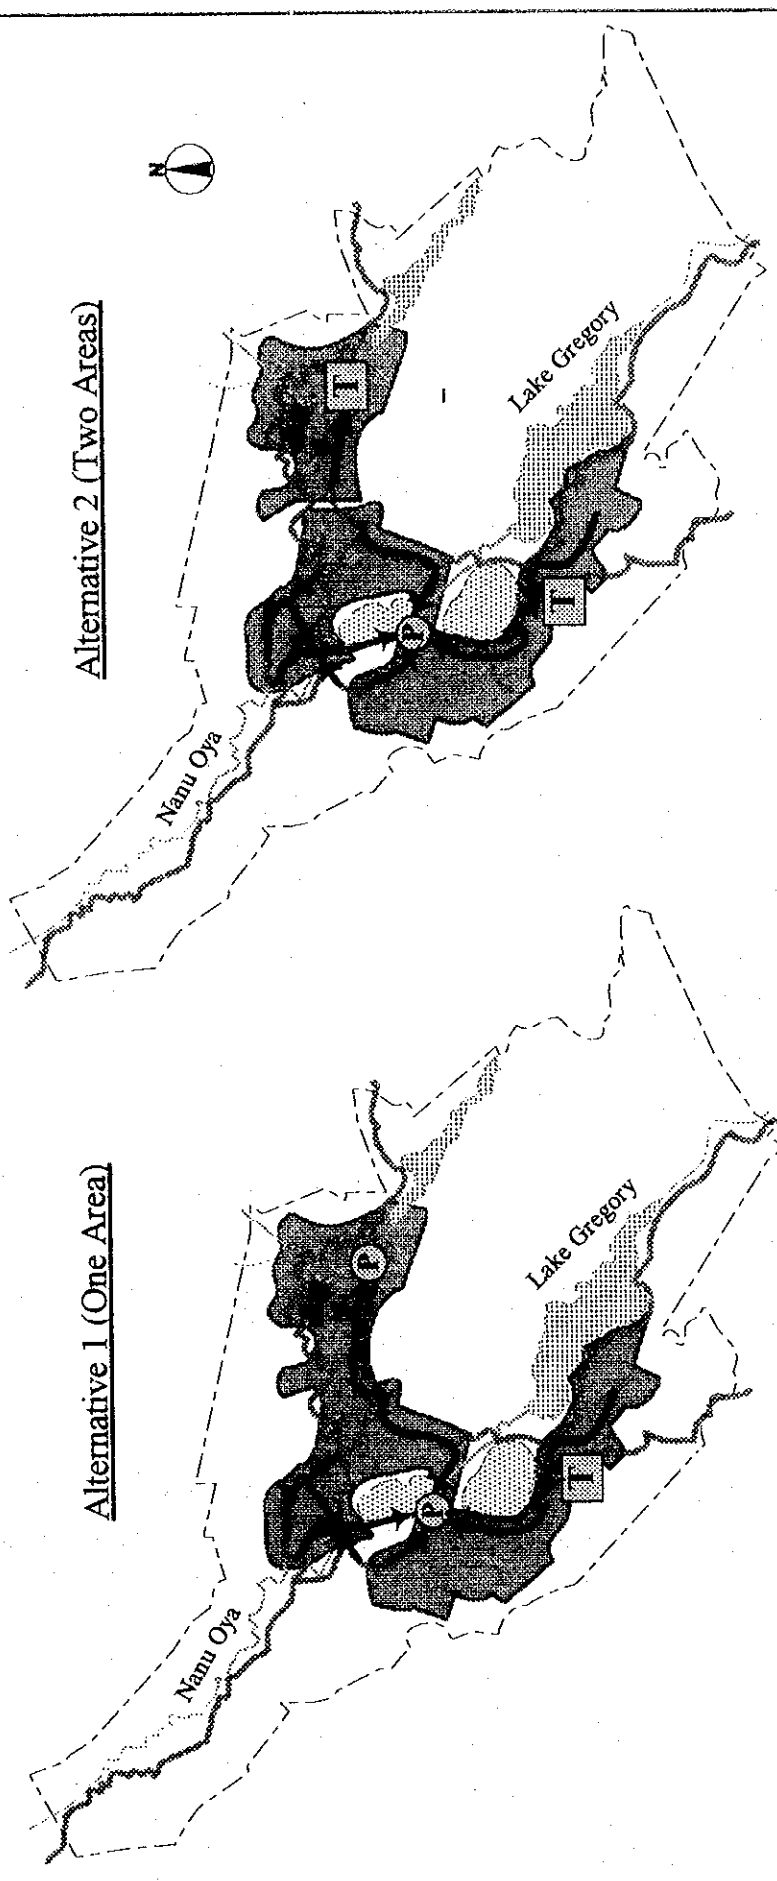 Alternative 1 (One Area)
Nanu Oya
P
P
T
Lake Gregory
Alternative 2 (Two Areas)
N
Nanu Oya
T
P
T
Lake Gregory